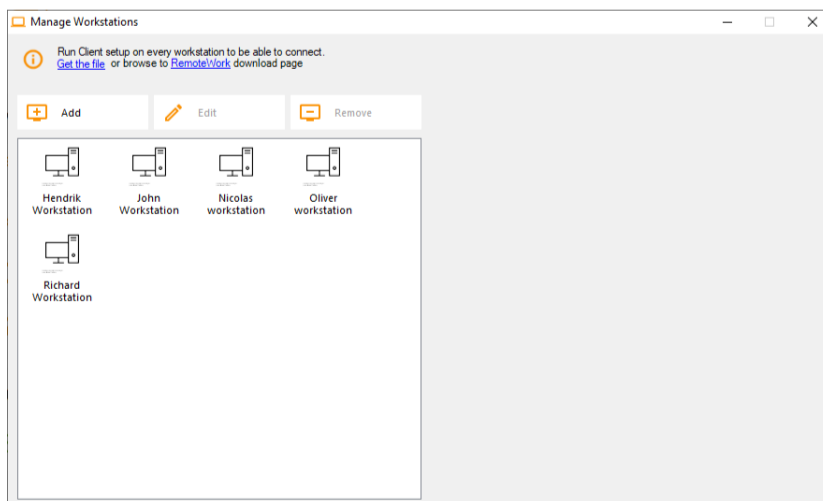 Manage Workstations
Run Client setup on every workstation to be able to connect.
Get the file or browse to RemoteWork download page
Add
Edit
Remove
Hendrik
Workstation
John
Workstation
Nicolas
workstation
Oliver
workstation
Richard
Workstation